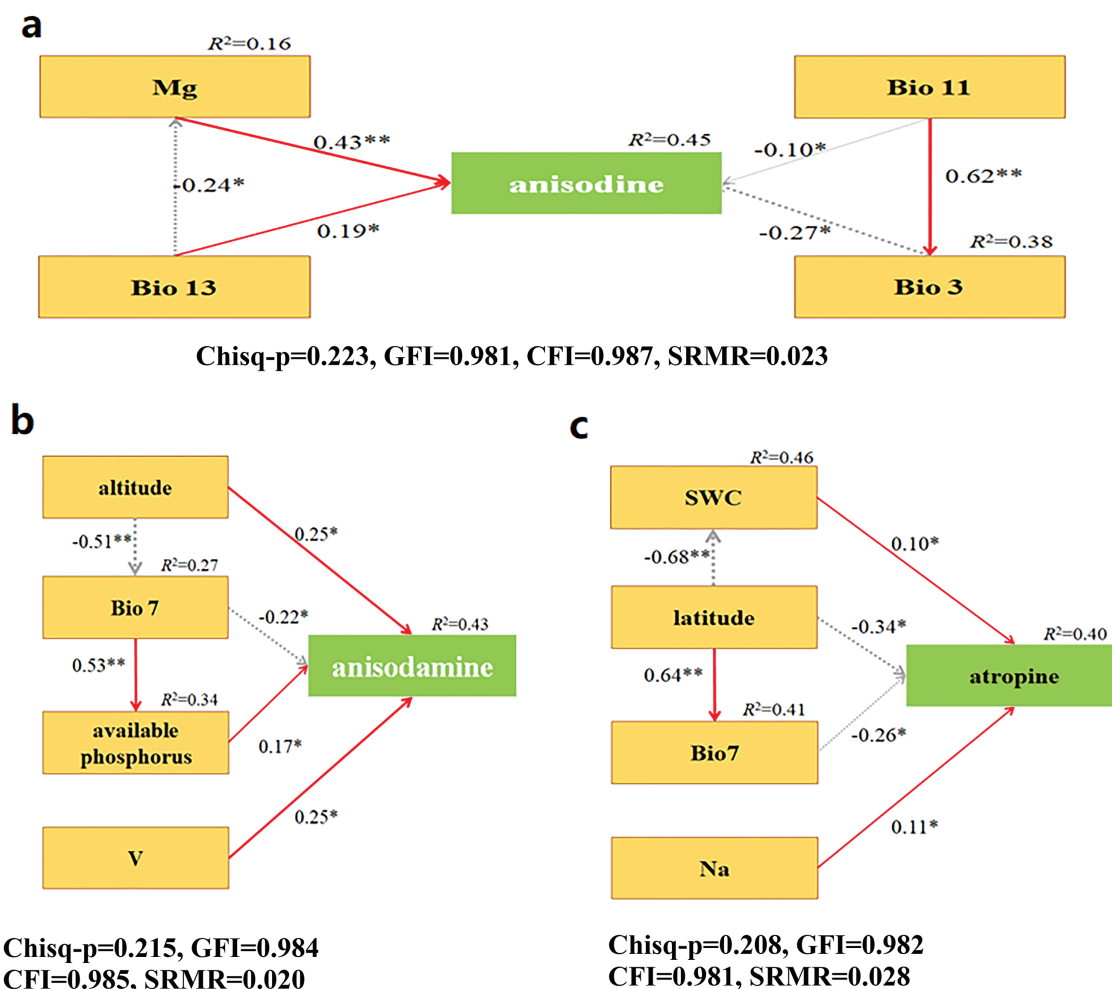 a
R²=0.16
Mg
Bio 11
0.43**
R²=0.45
-0.10*
anisodine
-0.24*
0.62**
0.19*
-0.27*
R²=0.38
Bio 13
Bio 3
Chisq-p=0.223, GFI=0.981, CFI=0.987, SRMR=0.023
b
altitude
-0.51**
0.25*
R²=0.27
Bio 7
-0.22*
R²=0.43
0.53**
anisodamine
R²=0.34
available
phosphorus
0.17*
0.25*
V
Chisq-p=0.215, GFI=0.984
CFI=0.985, SRMR=0.020
c
R²=0.46
SWC
0.10*
-0.68**
latitude
-0.34*
R²=0.40
0.64**
atropine
R²=0.41
Bio7
-0.26*
0.11*
Na
Chisq-p=0.208, GFI=0.982
CFI=0.981, SRMR=0.028